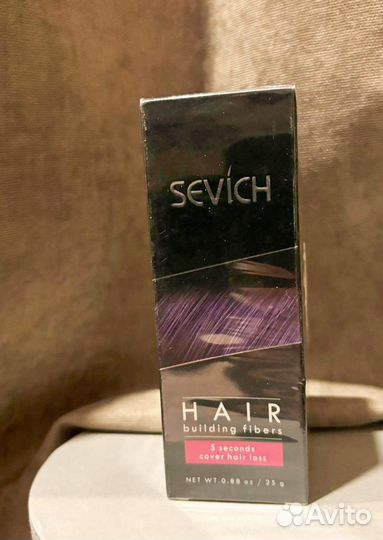 SEVICH
HAIR
building fibers
5 seconds
cover hair loss
NET WT.0.88 oz / 25 g
Avito